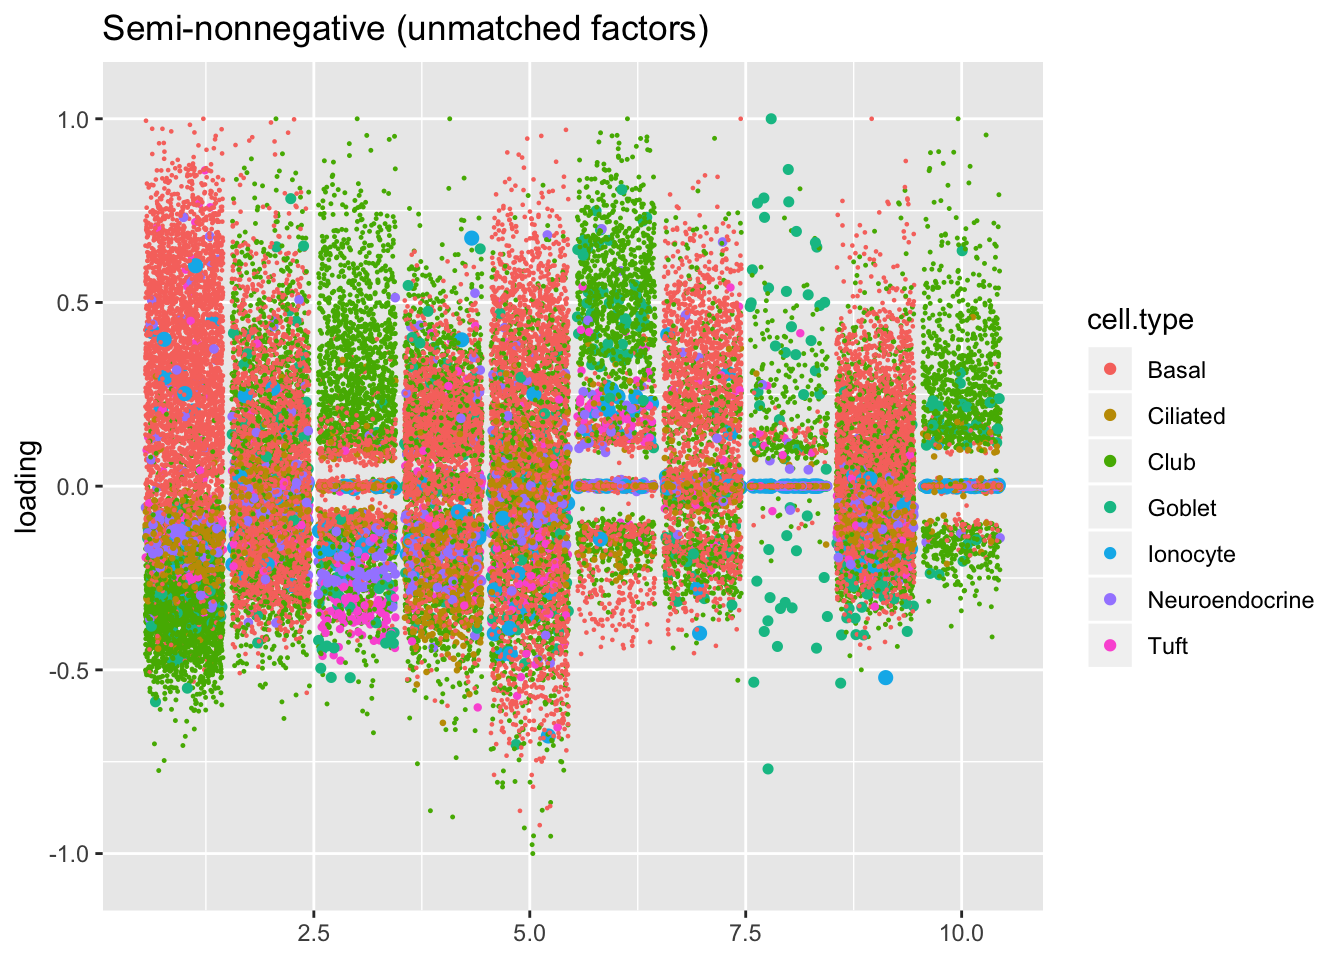 Semi-nonnegative (unmatched factors)
1.0
0.5
0.0
-0.5
-1.0
loading
2.5
5.0
7.5
10.0
cell.type
Basal
Ciliated
Club
Goblet
Ionocyte
Neuroendocrine
Tuft